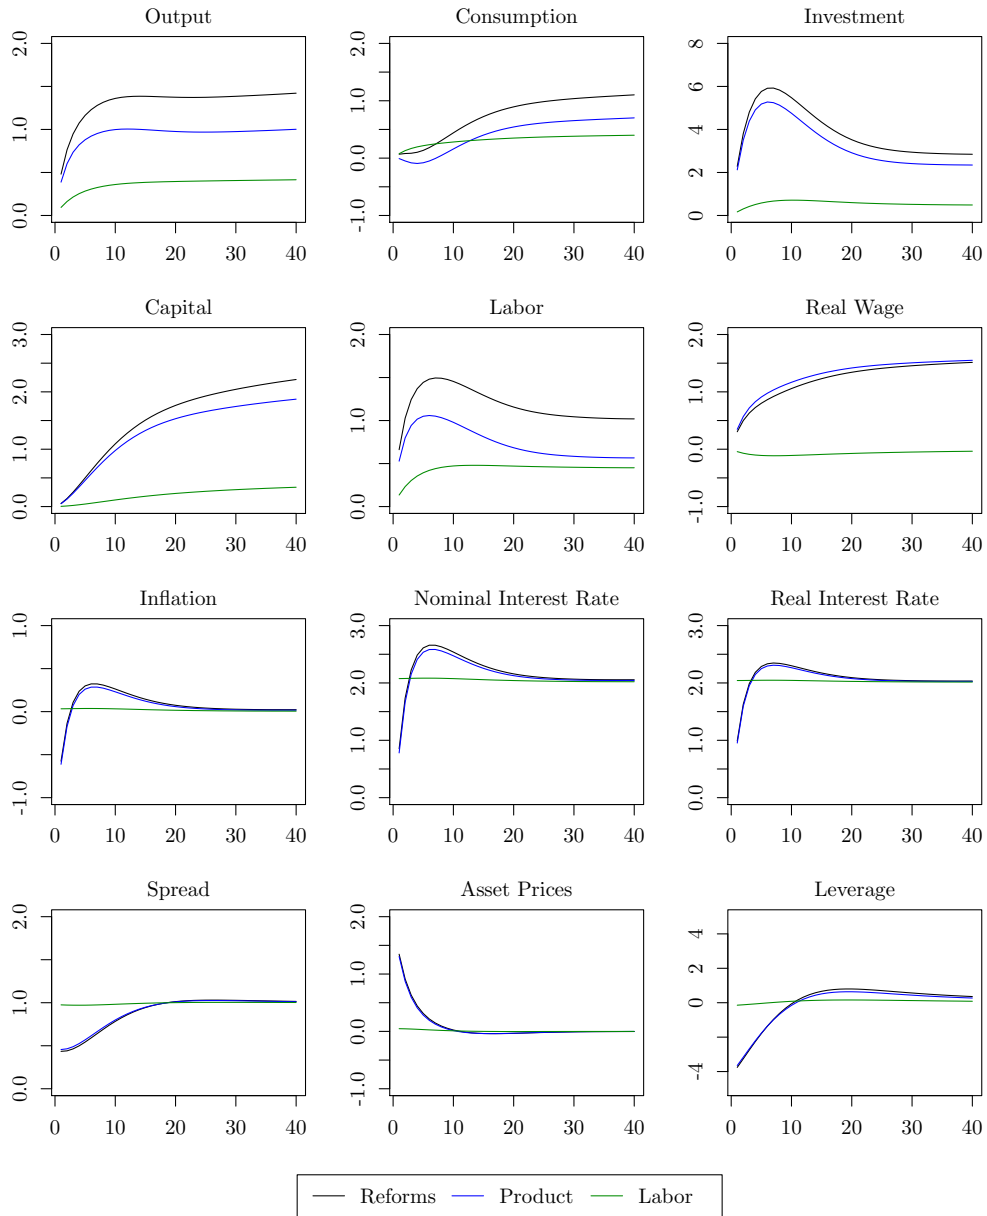 Output Consumption Investment
2.0 2.0 8
1.0 1.0 6
0.0 4
0.0 -1.0 2
0
0 10 20 30 40 0 10 20 30 40 0 10 20 30 40
Capital Labor Real Wage
3.0 2.0 2.0
2.0 1.0
1.0 1.0 0.0
0.0 0.0 -1.0
0 10 20 30 40 0 10 20 30 40 0 10 20 30 40
Inflation Nominal Interest Rate Real Interest Rate
1.0 3.0 3.0
0.0 2.0 2.0
1.0 1.0
-1.0 0.0 0.0
0 10 20 30 40 0 10 20 30 40 0 10 20 30 40
Spread Asset Prices Leverage
2.0 2.0 4
1.0 1.0 2
0.0 0
0.0 -1.0 -4
0 10 20 30 40 0 10 20 30 40 0 10 20 30 40
Reforms Product Labor